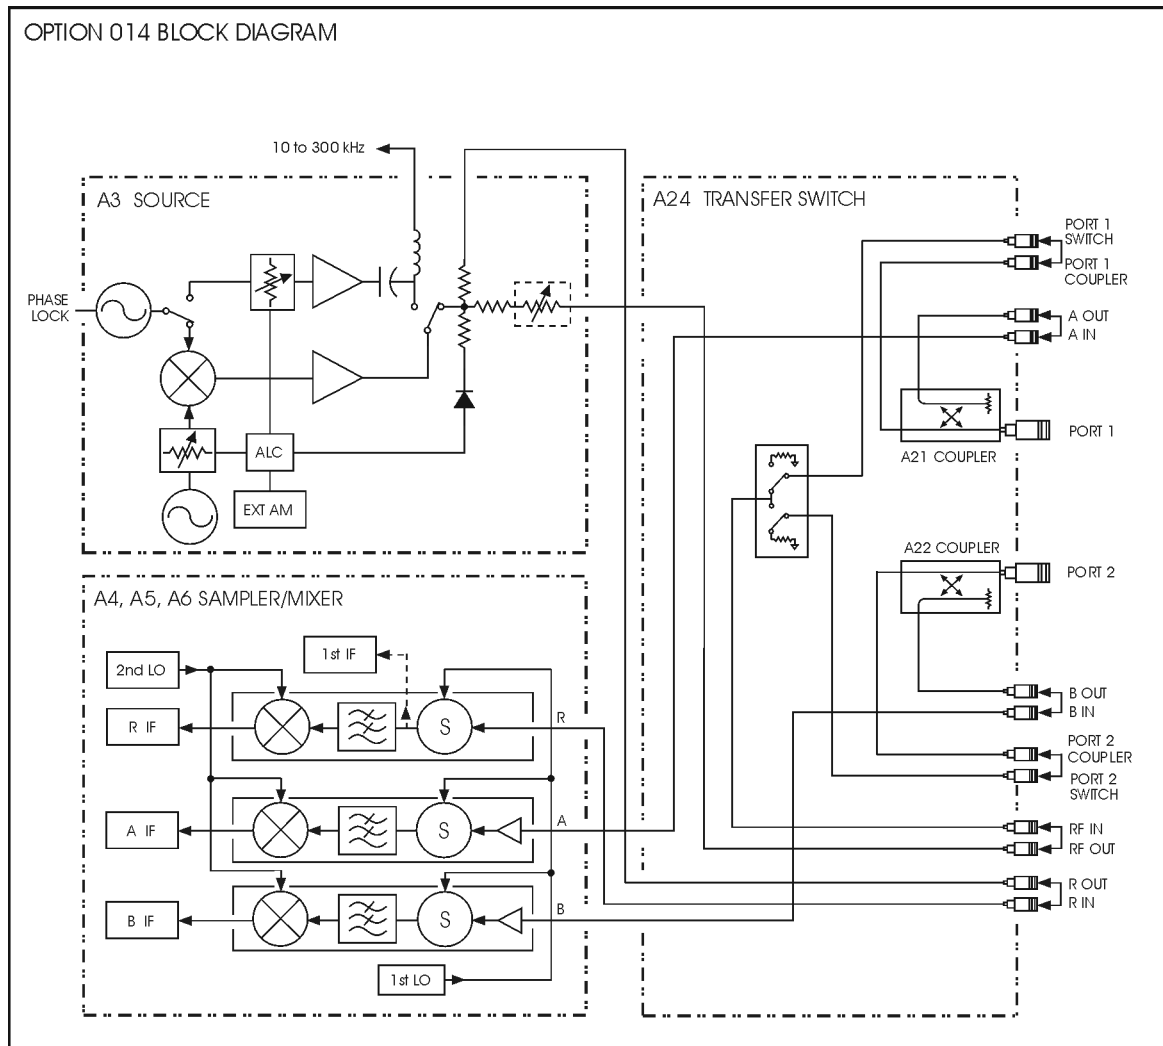 OPTION 014 BLOCK DIAGRAM
10 to 300 kHz
A3 SOURCE
PHASE
LOCK
ALC
EXT AM
A24 TRANSFER SWITCH
PORT 1
SWITCH
PORT 1
COUPLER
A OUT
A IN
PORT 1
A21 COUPLER
A22 COUPLER
PORT 2
B OUT
B IN
PORT 2
COUPLER
PORT 2
SWITCH
RF IN
RF OUT
R OUT
R IN
A4, A5, A6 SAMPLER/MIXER
2nd LO
1st IF
R IF
S
R
A IF
S
A
B IF
S
B
1st LO